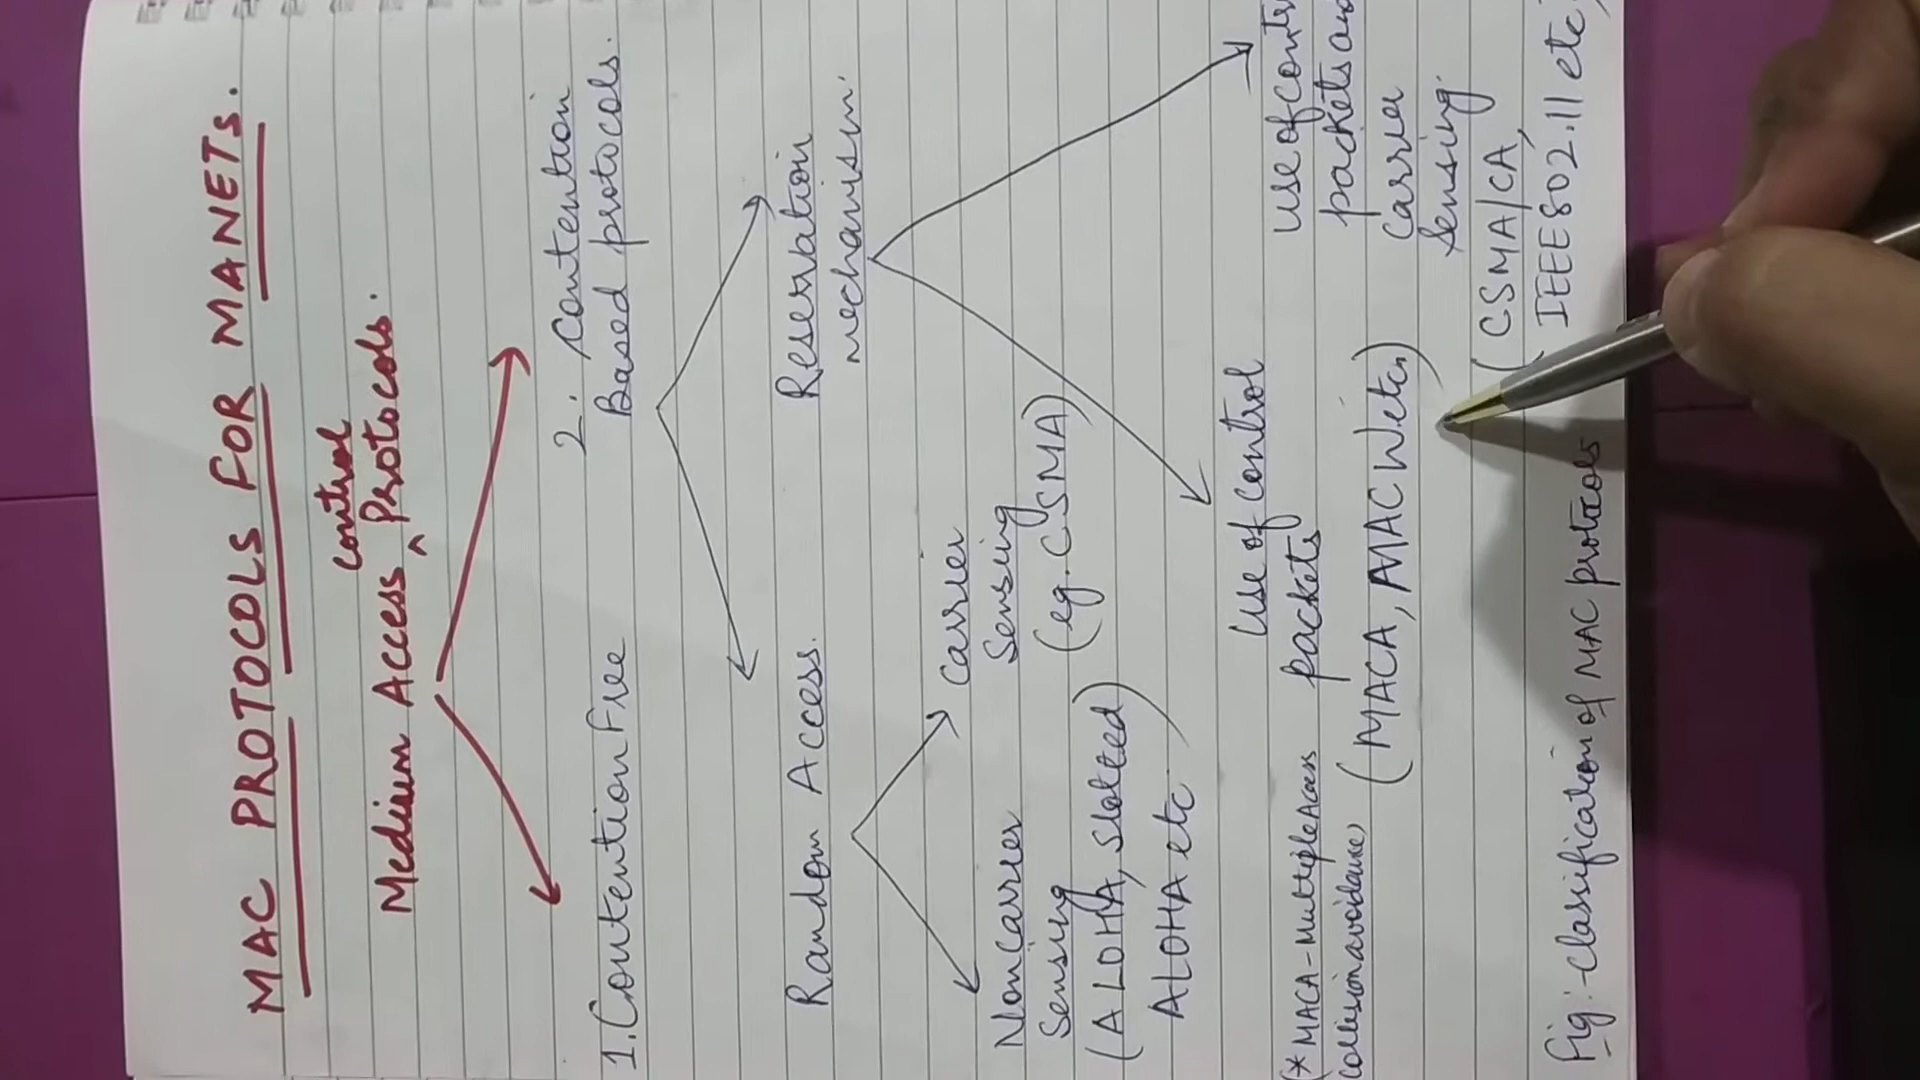 MAC PROTOCOLS FOR MANETs.
control
Medium Access ^ Protocols.
1. Contention Free
2. Contention
Based protocols.
Random Access.
Reservation
mechanism.
Non Carrier
Sensing
(ALOHA, Slotted
ALOHA etc)
Carrier
Sensing
(eg. CSMA)
Use of Control
packets
(MACA, MACW etc,)
Use of contr
packets and
Carrier
Sensing.
(CSMA/CA,
IEEE 802.11 etc)
(* MACA - Multiple Access
Collision avoidance)
Fig:- Classification of MAC protocols